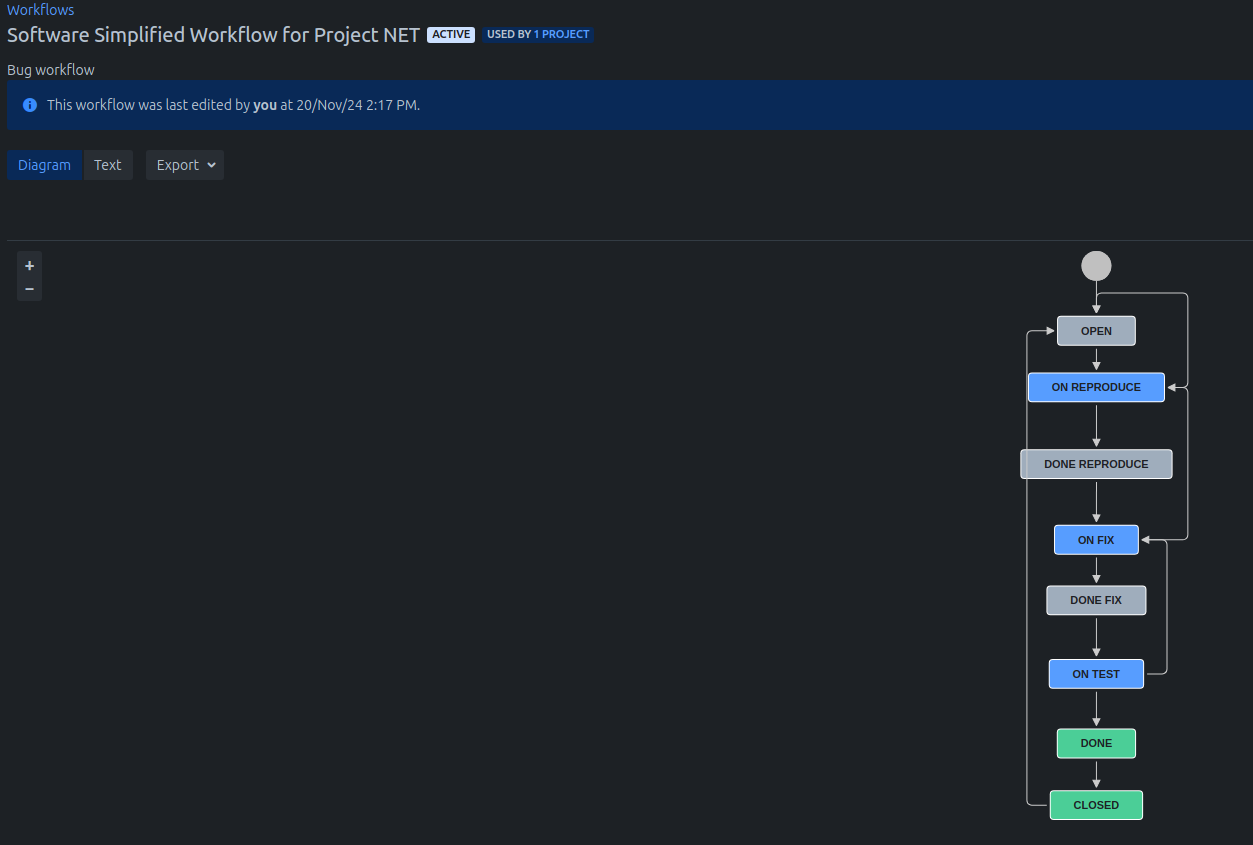 Workflows
Software Simplified Workflow for Project NET ACTIVE USED BY 1 PROJECT
Bug workflow
This workflow was last edited by you at 20/Nov/24 2:17 PM.
Diagram Text Export
+
−
OPEN
ON REPRODUCE
DONE REPRODUCE
ON FIX
DONE FIX
ON TEST
DONE
CLOSED